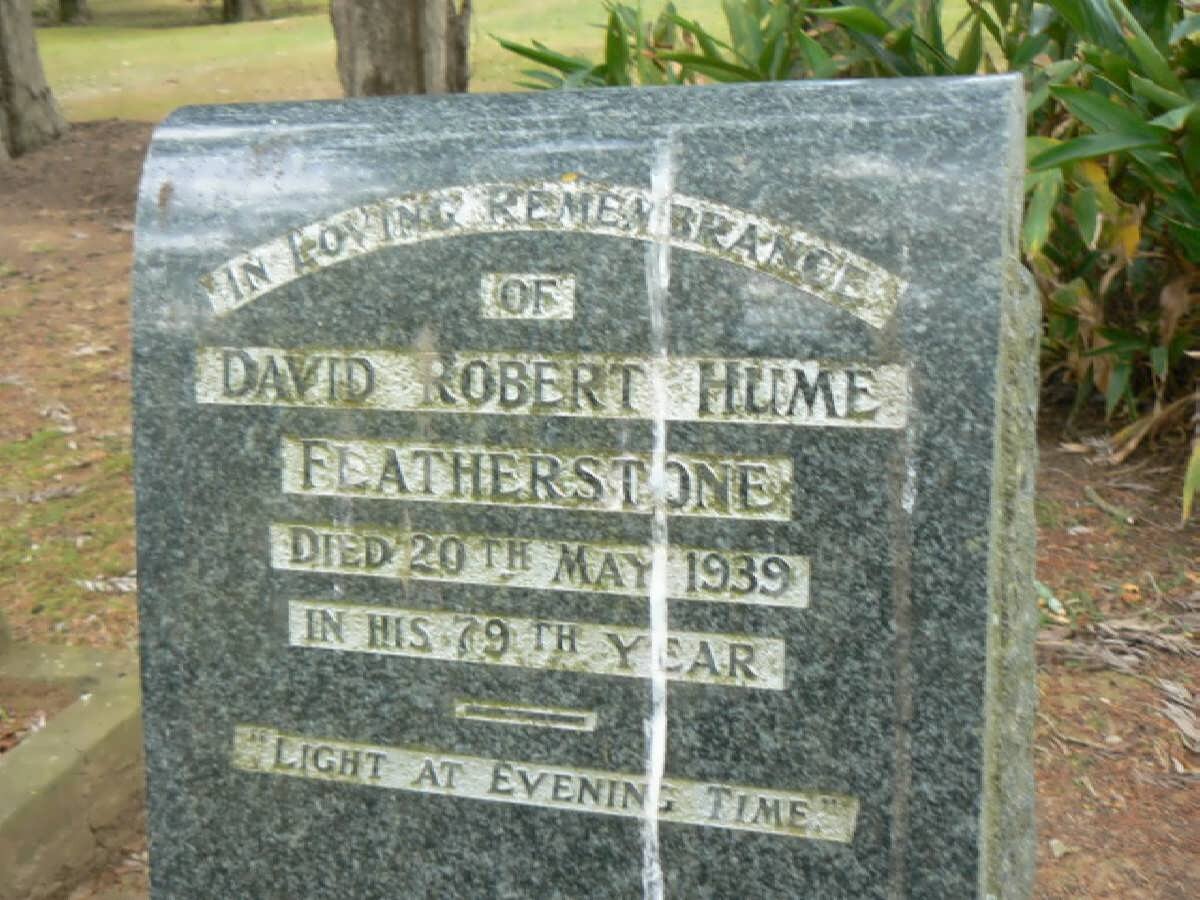 IN LOVING REMEMBRANCE
OF
DAVID ROBERT HUME
FEATHERSTONE
DIED 20TH MAY 1939
IN HIS 79TH YEAR
"LIGHT AT EVENING TIME."